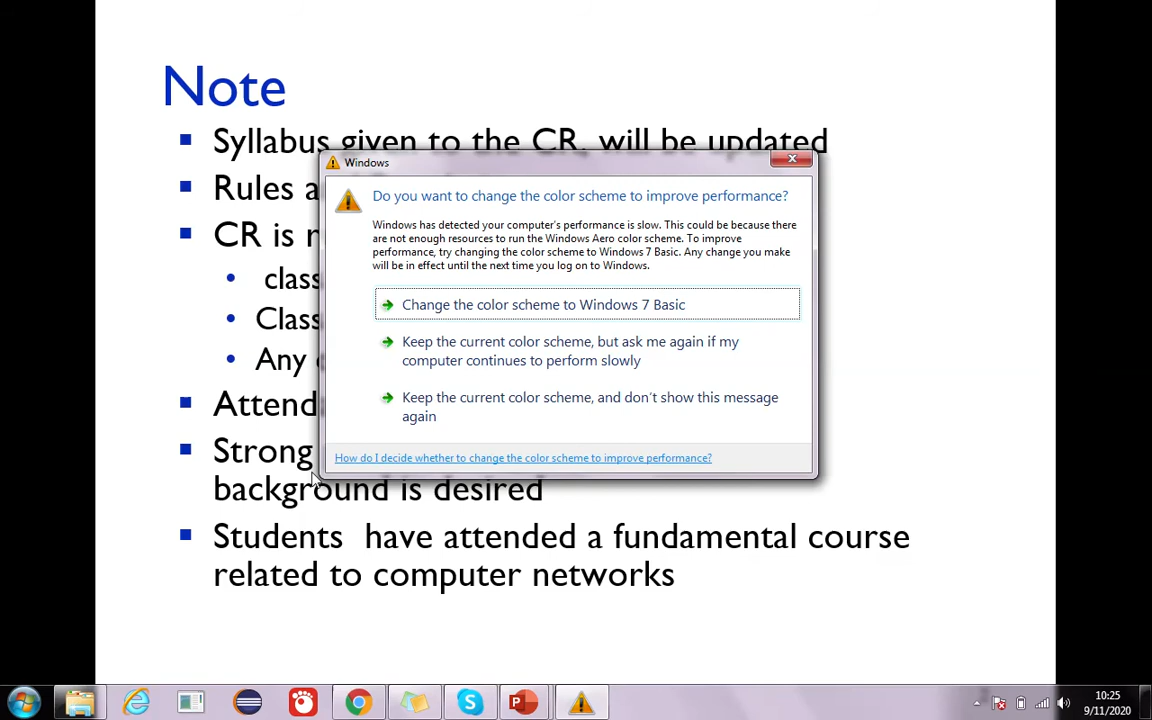 Note
Syllabus given to the CR, will be updated
Windows
Rules a
Do you want to change the color scheme to improve performance?
CR is
Windows has detected your computer's performance is slow. This could be because there
are not enough resources to run the Windows Aero color scheme. To improve
performance, try changing the color scheme to Windows 7 Basic. Any change you make
will be in effect until the next time you log on to Windows.
class
Change the color scheme to Windows 7 Basic
Class
Keep the current color scheme, but ask me again if my
computer continues to perform slowly
Any
Attend
Keep the current color scheme, and don't show this message
again
Strong
How do I decide whether to change the color scheme to improve performance?
background is desired
Students have attended a fundamental course
related to computer networks
10:25
9/11/2020